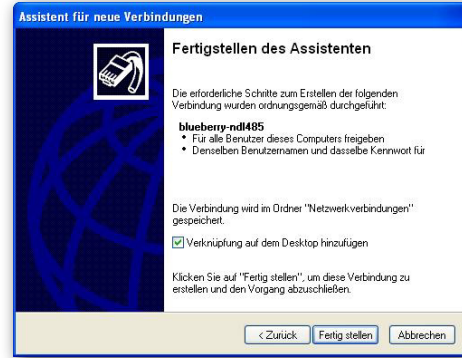 Assistent für neue Verbindungen
Fertigstellen des Assistenten
Die erforderliche Schritte zum Erstellen der folgenden
Verbindung wurden ordnungsgemäß durchgeführt:
blueberry-ndl485
• Für alle Benutzer dieses Computers freigeben
• Denselben Benutzernamen und dasselbe Kennwort für
Die Verbindung wird im Ordner "Netzwerkverbindungen"
gespeichert.
Verknüpfung auf dem Desktop hinzufügen
Klicken Sie auf "Fertig stellen", um diese Verbindung zu
erstellen und den Vorgang abzuschließen.
< Zurück Fertig stellen Abbrechen